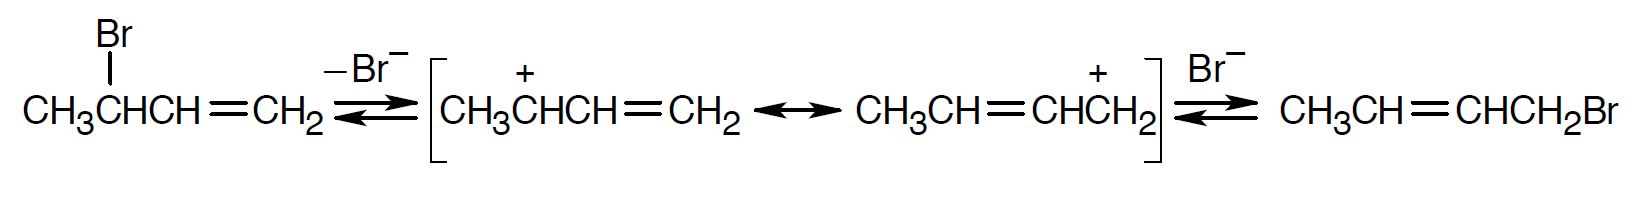 Br
−Br⁻ + + Br⁻
CH₃CHCH=CH₂ ⇌ [CH₃CHCH=CH₂ ↔ CH₃CH=CHCH₂] ⇌ CH₃CH=CHCH₂Br